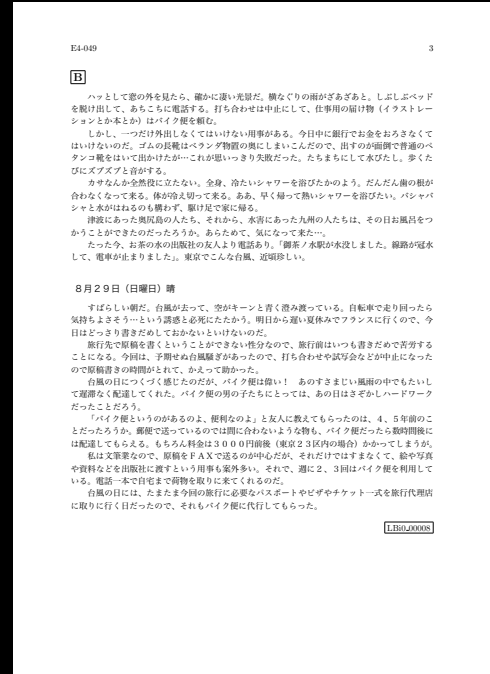 E4-049
3
B
ハッとして窓の外を見たら、確かに凄い光景だ。横なぐりの雨がざあざあと。しぶしぶベッド
を脱け出して、あちこちに電話する。打ち合わせは中止にして、仕事用の届け物（イラストレー
ションとか本とか）はバイク便を頼む。
しかし、一つだけ外出しなくてはいけない用事がある。今日中に銀行でお金をおろさなくて
はいけないのだ。ゴムの長靴はベランダ物置の奥にしまいこんだので、出すのが面倒で普通のペ
タンコ靴をはいて出かけたが…これが思いっきり失敗だった。たちまちにして水びたし。歩くた
びにズブズブと音がする。
カサなんか全然役に立たない。全身、冷たいシャワーを浴びたかのよう。だんだん歯の根が
合わなくなって来る。体が冷え切って来る。ああ、早く帰って熱いシャワーを浴びたい。バシャバ
シャと水がはねるのも構わず、駆け足で家に帰る。
津波にあった奥尻島の人たち、それから、水害にあった九州の人たちは、その日お風呂をつ
かうことができたのだったろうか。あらためて、気になって来た…。
たった今、お茶の水の出版社の友人より電話あり。「御茶ノ水駅が水没しました。線路が冠水
して、電車が止まりました」。東京でこんな台風、近頃珍しい。
８月２９日（日曜日）晴
すばらしい朝だ。台風が去って、空がキーンと青く澄み渡っている。自転車で走り回ったら
気持ちよさそう…という誘惑と必死にたたかう。明日から遅い夏休みでフランスに行くので、今
日はどっさり書きだめしておかないといけないのだ。
旅行先で原稿を書くということができない性分なので、旅行前はいつも書きだめで苦労する
ことになる。今回は、予期せぬ台風騒ぎがあったので、打ち合わせや試写会などが中止になった
ので原稿書きの時間がとれて、かえって助かった。
台風の日につくづく感じたのだが、バイク便は偉い！　あのすさまじい風雨の中でもたいし
て遅滞なく配達してくれた。バイク便の男の子たちにとっては、あの日はさぞかしハードワーク
だったことだろう。
「バイク便というのがあるのよ、便利なのよ」と友人に教えてもらったのは、４、５年前のこ
とだったろうか。郵便で送っているのでは間に合わないような物も、バイク便だったら数時間後に
は配達してもらえる。もちろん料金は３０００円前後（東京２３区内の場合）かかってしまうが。
私は文筆業なので、原稿をＦＡＸで送るのが中心だが、それだけではすまなくて、絵や写真
や資料などを出版社に渡すという用事も案外多い。それで、週に２、３回はバイク便を利用して
いる。電話一本で自宅まで荷物を取りに来てくれるのだ。
台風の日には、たまたま今回の旅行に必要なパスポートやビザやチケット一式を旅行代理店
に取りに行く日だったので、それもバイク便に代行してもらった。
LBi0_00008